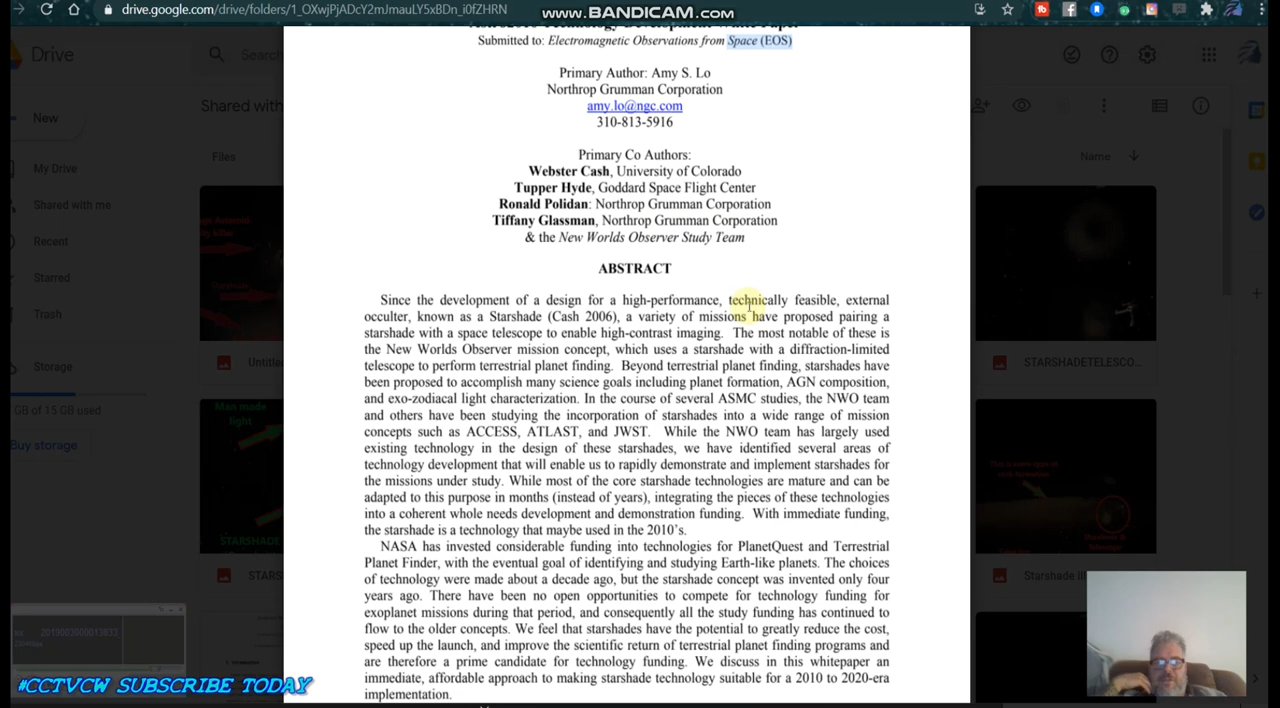 drive.google.com/drive/folders/1_OXwjPjADcY2mJmauLY5xBDn_i0fZHRN
www.BANDICAM.com
Drive
Search
Submitted to: Electromagnetic Observations from Space (EOS)
Primary Author: Amy S. Lo
Northrop Grumman Corporation
amy.lo@ngc.com
310-813-5916
Primary Co Authors:
Webster Cash, University of Colorado
Tupper Hyde, Goddard Space Flight Center
Ronald Polidan: Northrop Grumman Corporation
Tiffany Glassman, Northrop Grumman Corporation
& the New Worlds Observer Study Team
ABSTRACT
Since the development of a design for a high-performance, technically feasible, external
occulter, known as a Starshade (Cash 2006), a variety of missions have proposed pairing a
starshade with a space telescope to enable high-contrast imaging. The most notable of these is
the New Worlds Observer mission concept, which uses a starshade with a diffraction-limited
telescope to perform terrestrial planet finding. Beyond terrestrial planet finding, starshades have
been proposed to accomplish many science goals including planet formation, AGN composition,
and exo-zodiacal light characterization. In the course of several ASMC studies, the NWO team
and others have been studying the incorporation of starshades into a wide range of mission
concepts such as ACCESS, ATLAST, and JWST. While the NWO team has largely used
existing technology in the design of these starshades, we have identified several areas of
technology development that will enable us to rapidly demonstrate and implement starshades for
the missions under study. While most of the core starshade technologies are mature and can be
adapted to this purpose in months (instead of years), integrating the pieces of these technologies
into a coherent whole needs development and demonstration funding. With immediate funding,
the starshade is a technology that maybe used in the 2010's.
NASA has invested considerable funding into technologies for PlanetQuest and Terrestrial
Planet Finder, with the eventual goal of identifying and studying Earth-like planets. The choices
of technology were made about a decade ago, but the starshade concept was invented only four
years ago. There have been no open opportunities to compete for technology funding for
exoplanet missions during that period, and consequently all the study funding has continued to
flow to the older concepts. We feel that starshades have the potential to greatly reduce the cost,
speed up the launch, and improve the scientific return of terrestrial planet finding programs and
are therefore a prime candidate for technology funding. We discuss in this whitepaper an
immediate, affordable approach to making starshade technology suitable for a 2010 to 2020-era
implementation.
Shared with
New
Files
Name
My Drive
Shared with me
Recent
Starred
Trash
Storage
GB of 15 GB used
Buy storage
Untitle
Man mode
light
STARSHADE
STARS
STARSHADETELESCO...
Starshade
#CCTVCW SUBSCRIBE TODAY